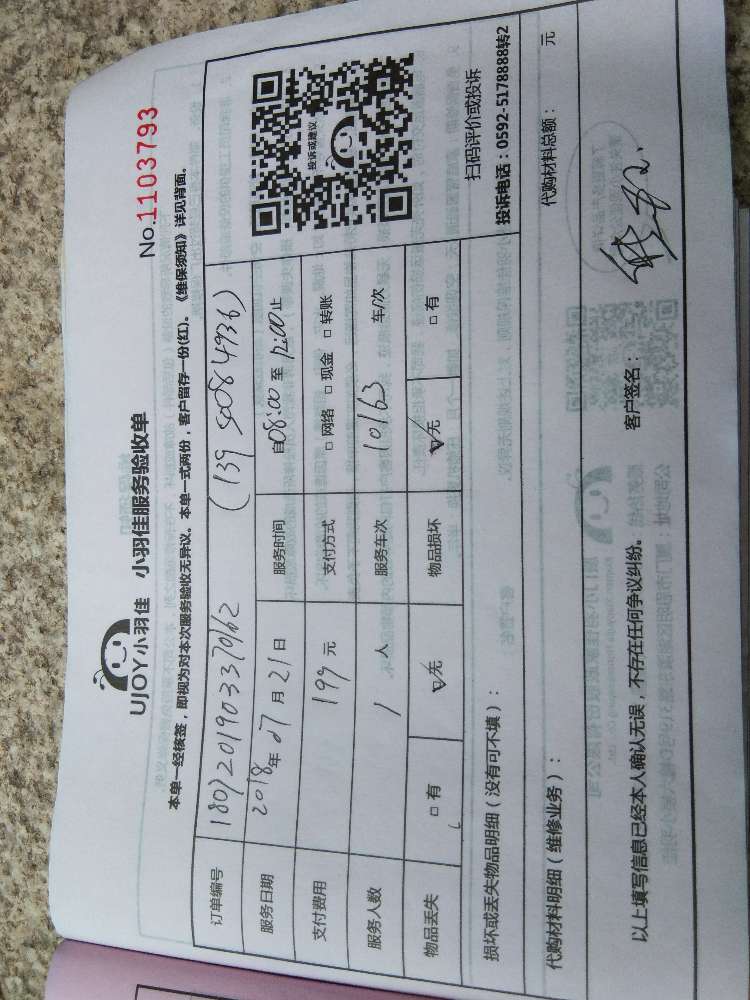 No.1103793
UJOY小羽佳 小羽佳服务验收单
本单一经核签，即视为对本次服务验收无异议。本单一式两份，客户留存一份(红)。《维保须知》详见背面。
订单编号 180720190337962 (139 5084936)
服务日期 2018年07月21日 服务时间 自08:00至12:00止
支付费用 199元 支付方式 □网络 □现金 □转账
服务人数 1人 服务车次 10163 车/次
物品丢失 □有 ☑无 物品损坏 ☑无 □有
投诉或建议
扫码评价或投诉
投诉电话：0592-5178888转2
损坏或丢失物品明细（没有可不填）：
代购材料明细（维修业务）： 代购材料总额： 元
以上填写信息已经本人确认无误，不存在任何争议纠纷。 客户签名：